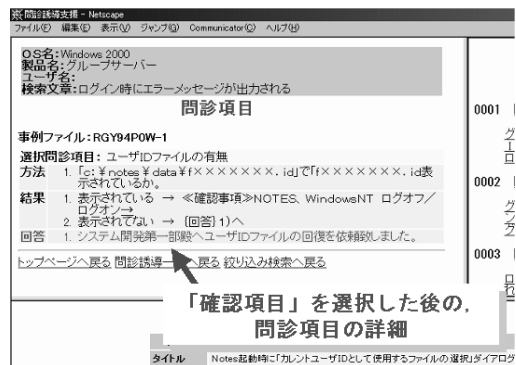 問診誘導支援 - Netscape
ファイル(F) 編集(E) 表示(V) ジャンプ(G) Communicator(C) ヘルプ(H)
OS名:Windows 2000
製品名:グループサーバー
ユーザ名:
検索文章:ログイン時にエラーメッセージが出力される
問診項目
事例ファイル:RGY94P0W-1
選択問診項目: ユーザIDファイルの有無
方法 1. 「c:¥notes¥data¥f×××××××.id」で「f×××××××.id表
示されているか。
結果 1. 表示されている → ≪確認事項≫NOTES、WindowsNT ログオフ/
ログオン→
2. 表示されてない → {回答}1)へ
回答 1. システム開発第一部殿へユーザIDファイルの回復を依頼致しました。
トップページへ戻る 問診誘導一 へ戻る 絞り込み検索へ戻る
0001
0002
0003
「確認項目」を選択した後の,
問診項目の詳細
タイトル Notes起動時に「カレントユーザIDとして使用するファイルの選択」ダイアログ